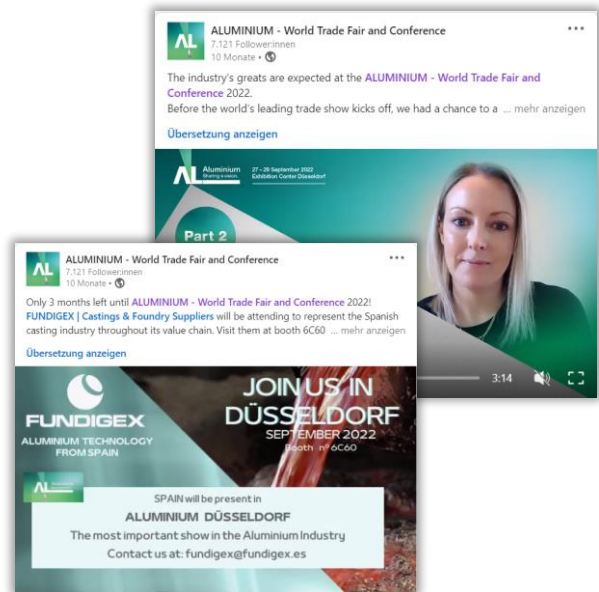 ALUMINIUM - World Trade Fair and Conference
7.121 Follower:innen
10 Monate •
The industry's greats are expected at the ALUMINIUM - World Trade Fair and
Conference 2022.
Before the world's leading trade show kicks off, we had a chance to a ... mehr anzeigen
Übersetzung anzeigen
AL Aluminium
Sharing a vision.
27 - 29 September 2022
Exhibition Center Düsseldorf
Part 2
3:14
AL
ALUMINIUM - World Trade Fair and Conference
7.121 Follower:innen
10 Monate •
Only 3 months left until ALUMINIUM - World Trade Fair and Conference 2022!
FUNDIGEX | Castings & Foundry Suppliers will be attending to represent the Spanish
casting industry throughout its value chain. Visit them at booth 6C60 ... mehr anzeigen
Übersetzung anzeigen
FUNDIGEX
ALUMINIUM TECHNOLOGY
FROM SPAIN
JOIN US IN
DÜSSELDORF
SEPTEMBER 2022
Booth nº 6C60
AL
SPAIN will be present in
ALUMINIUM DÜSSELDORF
The most important show in the Aluminium Industry
Contact us at: fundigex@fundigex.es